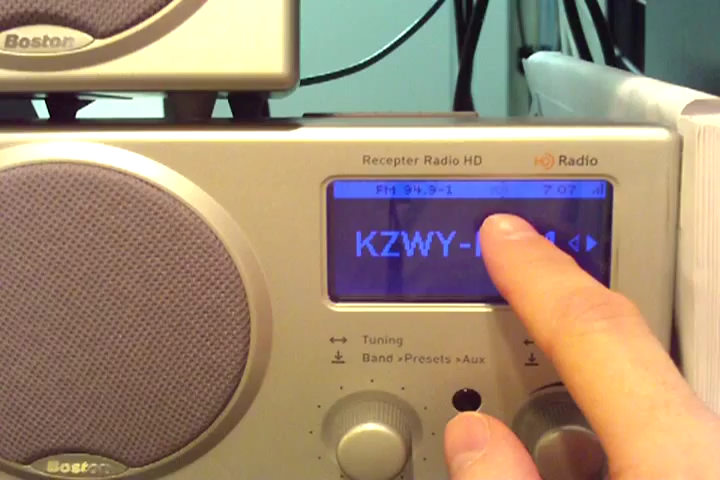 Boston
Recepter Radio HD
HD Radio
FM 94.9-1
7:07
KZWY-
Tuning
Band >Presets >Aux
Boston